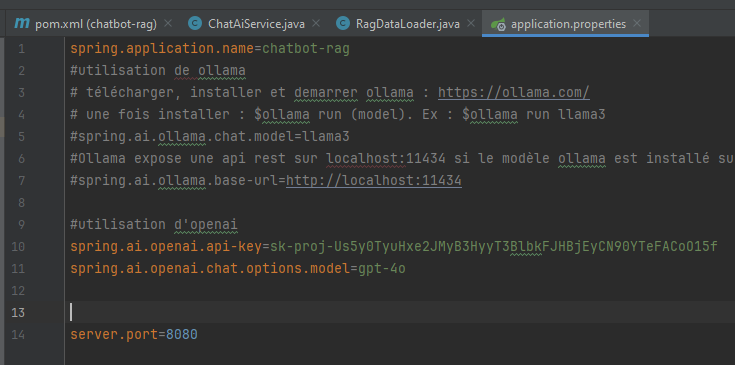 pom.xml (chatbot-rag) ChatAiService.java RagDataLoader.java application.properties
1 spring.application.name=chatbot-rag
2 #utilisation de ollama
3 # télécharger, installer et demarrer ollama : https://ollama.com/
4 # une fois installer : $ollama run (model). Ex : $ollama run llama3
5 #spring.ai.ollama.chat.model=llama3
6 #Ollama expose une api rest sur localhost:11434 si le modèle ollama est installé su
7 #spring.ai.ollama.base-url=http://localhost:11434
8
9 #utilisation d'openai
10 spring.ai.openai.api-key=sk-proj-Us5y0TyuHxe2JMyB3HyyT3BlbkFJHBjEyCN90YTeFACoO15f
11 spring.ai.openai.chat.options.model=gpt-4o
12
13
14 server.port=8080